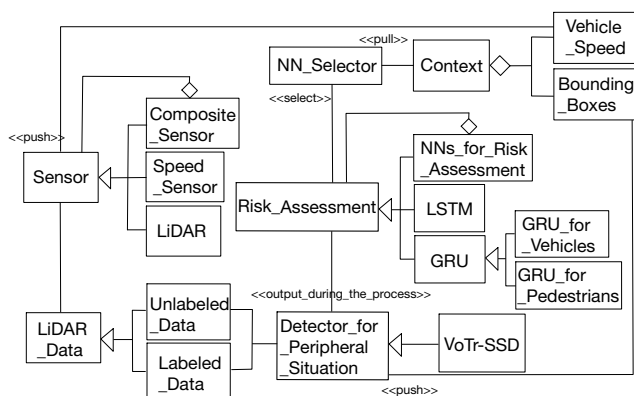 Vehicle
_Speed
<<pull>>
NN_Selector
Context
Bounding
_Boxes
<<select>>
Composite
_Sensor
<<push>>
NNs_for_Risk
_Assessment
Sensor
Speed
_Sensor
Risk_Assessment
LSTM
LiDAR
GRU
GRU_for
_Vehicles
GRU_for
_Pedestrians
<<output_during_the_process>>
LiDAR
_Data
Unlabeled
_Data
Labeled
_Data
Detector_for
_Peripheral
_Situation
VoTr-SSD
<<push>>